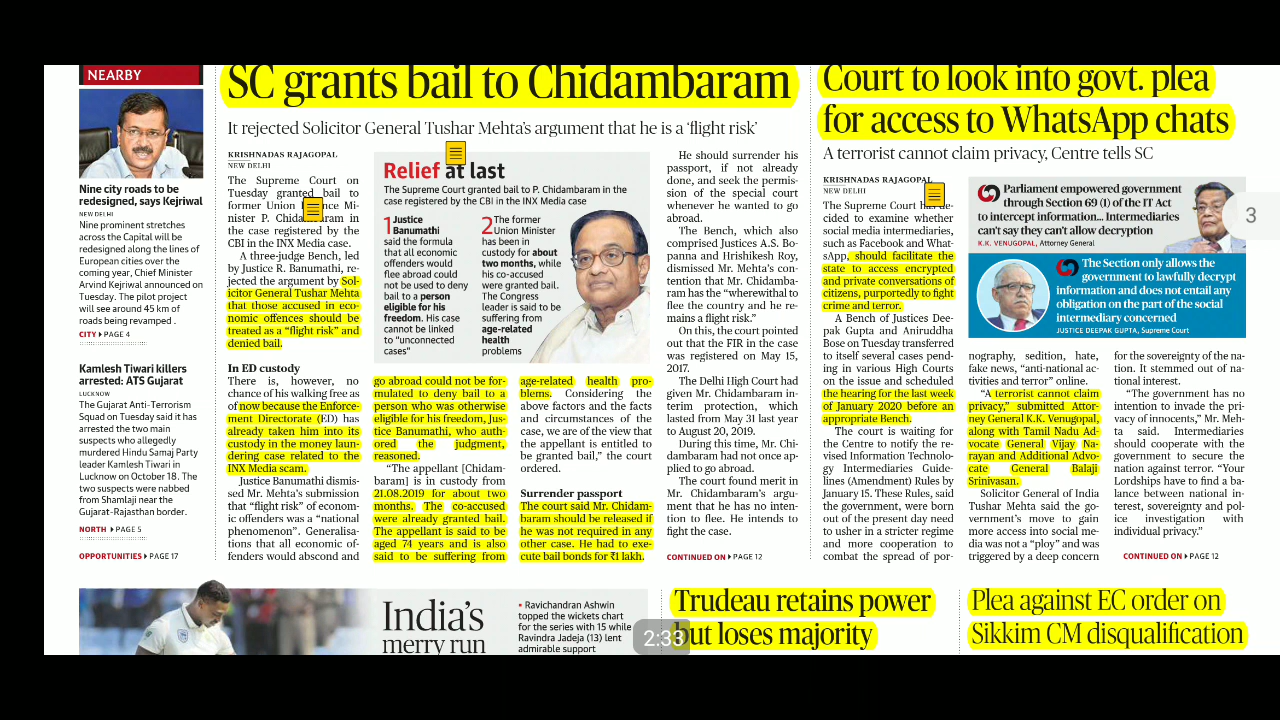 NEARBY
Nine city roads to be
redesigned, says Kejriwal
NEW DELHI
Nine prominent stretches
across the Capital will be
redesigned along the lines of
European cities over the
coming year, Chief Minister
Arvind Kejriwal announced on
Tuesday. The pilot project
will see around 45 km of
roads being revamped .
CITY PAGE 4
Kamlesh Tiwari killers
arrested: ATS Gujarat
LUCKNOW
The Gujarat Anti-Terrorism
Squad on Tuesday said it has
arrested the two main
suspects who allegedly
murdered Hindu Samaj Party
leader Kamlesh Tiwari in
Lucknow on October 18. The
two suspects were nabbed
from Shamlaji near the
Gujarat-Rajasthan border.
NORTH PAGE 5
OPPORTUNITIES PAGE 17
SC grants bail to Chidambaram
It rejected Solicitor General Tushar Mehta's argument that he is a 'flight risk'
KRISHNADAS RAJAGOPAL
NEW DELHI
The Supreme Court on
Tuesday granted bail to
former Union Mi-
nister P. in
the case registered by the
CBI in the INX Media case.
A three-judge Bench, led
by Justice R. Banumathi, re-
jected the argument by Sol-
icitor General Tushar Mehta
that those accused in eco-
nomic offences should be
treated as a "flight risk" and
denied bail.
In ED custody
There is, however, no
chance of his walking free as
of now because the Enforce-
ment Directorate (ED) has
already taken him into its
custody in the money laun-
dering case related to the
INX Media scam.
Justice Banumathi dismis-
sed Mr. Mehta's submission
that "flight risk" of econom-
ic offenders was a "national
phenomenon". Generalisa-
tions that all economic of-
fenders would abscond and
Relief at last
The Supreme Court granted bail to P. Chidambaram in the
case registered by the CBI in the INX Media case
1 Justice
Banumathi
said the formula
that all economic
offenders would
flee abroad could
not be used to deny
bail to a person
eligible for his
freedom. His case
cannot be linked
to "unconnected
cases"
2 The former
Union Minister
has been in
custody for about
two months, while
his co-accused
were granted bail.
The Congress
leader is said to be
suffering from
age-related
health
problems
go abroad could not be for-
mulated to deny bail to a
person who was otherwise
eligible for his freedom, Jus-
tice Banumathi, who auth-
ored the judgment,
reasoned.
"The appellant [Chidam-
baram] is in custody from
21.08.2019 for about two
months. The co-accused
were already granted bail.
The appellant is said to be
aged 74 years and is also
said to be suffering from
age-related health pro-
blems. Considering the
above factors and the facts
and circumstances of the
case, we are of the view that
the appellant is entitled to
be granted bail," the court
ordered.
Surrender passport
The court said Mr. Chidam-
baram should be released if
he was not required in any
other case. He had to exe-
cute bail bonds for ₹1 lakh.
He should surrender his
passport, if not already
done, and seek the permis-
sion of the special court
whenever he wanted to go
abroad.
The Bench, which also
comprised Justices A.S. Bo-
panna and Hrishikesh Roy,
dismissed Mr. Mehta's con-
tention that Mr. Chidamba-
ram has the "wherewithal to
flee the country and he re-
mains a flight risk."
On this, the court pointed
out that the FIR in the case
was registered on May 15,
2017.
The Delhi High Court had
given Mr. Chidambaram in-
terim protection, which
lasted from May 31 last year
to August 20, 2019.
During this time, Mr. Chi-
dambaram had not once ap-
plied to go abroad.
The court found merit in
Mr. Chidambaram's argu-
ment that he has no inten-
tion to flee. He intends to
fight the case.
CONTINUED ON PAGE 12
Court to look into govt. plea
for access to WhatsApp chats
A terrorist cannot claim privacy, Centre tells SC
KRISHNADAS RAJAGOPAL
NEW DELHI
The Supreme Court has de-
cided to examine whether
social media intermediaries,
such as Facebook and What-
sApp, should facilitate the
state to access encrypted
and private conversations of
citizens, purportedly to fight
crime and terror.
A Bench of Justices Dee-
pak Gupta and Aniruddha
Bose on Tuesday transferred
to itself several cases pend-
ing in various High Courts
on the issue and scheduled
the hearing for the last week
of January 2020 before an
appropriate Bench.
The court is waiting for
the Centre to notify the re-
vised Information Technolo-
gy Intermediaries Guide-
lines (Amendment) Rules by
January 15. These Rules, said
the government, were born
out of the present day need
to usher in a stricter regime
and more cooperation to
combat the spread of por-
Parliament empowered government
through Section 69 (I) of the IT Act
to intercept information... Intermediaries
can't say they can't allow decryption
K.K. VENUGOPAL, Attorney General
The Section only allows the
government to lawfully decrypt
information and does not entail any
obligation on the part of the social
intermediary concerned
JUSTICE DEEPAK GUPTA, Supreme Court
nography, sedition, hate,
fake news, "anti-national ac-
tivities and terror" online.
"A terrorist cannot claim
privacy," submitted Attor-
ney General K.K. Venugopal,
along with Tamil Nadu Ad-
vocate General Vijay Na-
rayan and Additional Advo-
cate General Balaji
Srinivasan.
Solicitor General of India
Tushar Mehta said the go-
vernment's move to gain
more access into social me-
dia was not a "ploy" and was
triggered by a deep concern
for the sovereignty of the na-
tion. It stemmed out of na-
tional interest.
"The government has no
intention to invade the pri-
vacy of innocents," Mr. Meh-
ta said. Intermediaries
should cooperate with the
government to secure the
nation against terror. "Your
Lordships have to find a ba-
lance between national in-
terest, sovereignty and pol-
ice investigation with
individual privacy."
CONTINUED ON PAGE 12
3
India's
merry run
• Ravichandran Ashwin
topped the wickets chart
for the series with 15 while
Ravindra Jadeja (13) lent
admirable support
2:33
Trudeau retains power
but loses majority
Plea against EC order on
Sikkim CM disqualification